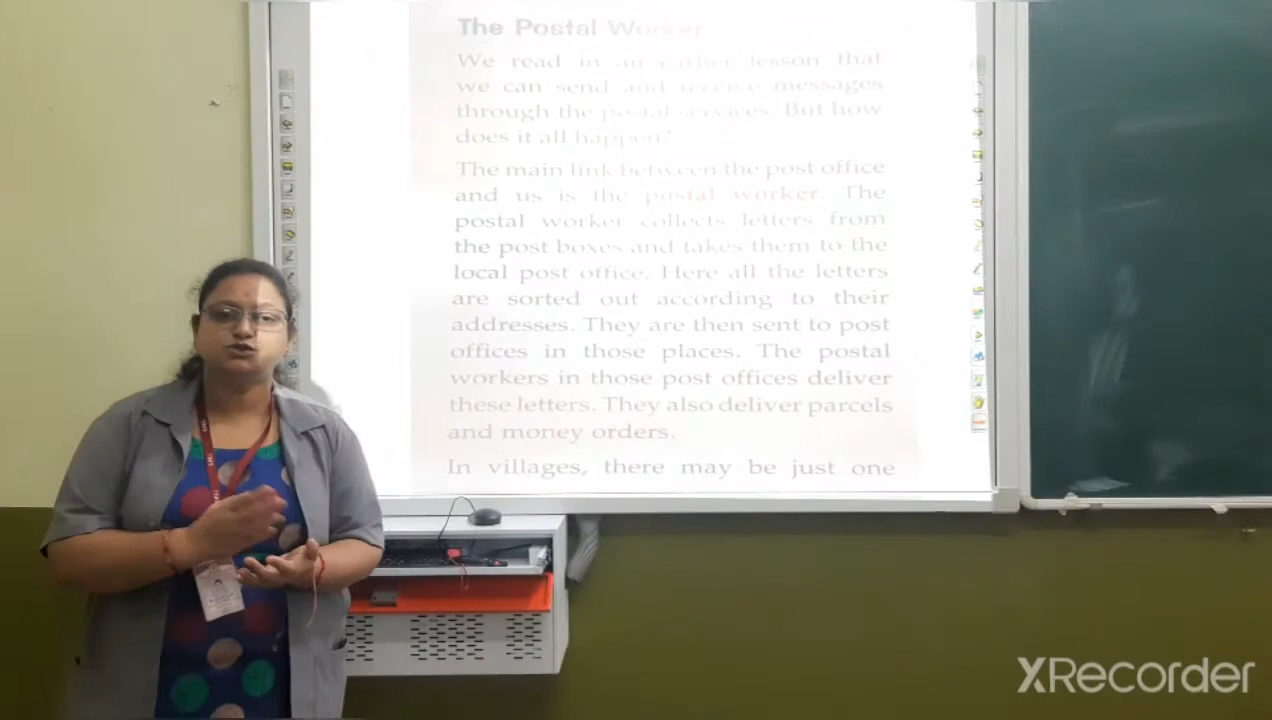 The Postal Worker
We read in an earlier lesson that
we can send and receive messages
through the postal services. But how
does it all happen?
The main link between the post office
and us is the postal worker. The
postal worker collects letters from
the post boxes and takes them to the
local post office. Here all the letters
are sorted out according to their
addresses. They are then sent to post
offices in those places. The postal
workers in those post offices deliver
these letters. They also deliver parcels
and money orders.
In villages, there may be just one
XRecorder